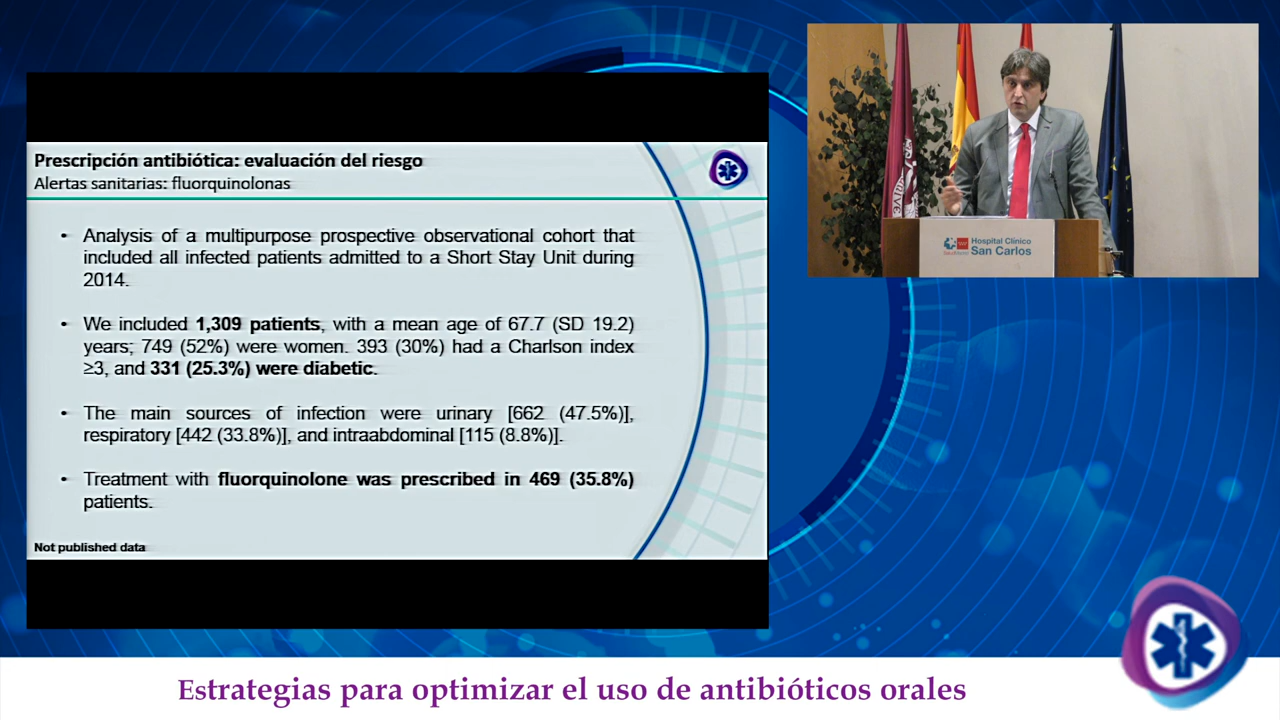 Prescripción antibiótica: evaluación del riesgo
Alertas sanitarias: fluorquinolonas
• Analysis of a multipurpose prospective observational cohort that
included all infected patients admitted to a Short Stay Unit during
2014.
• We included 1,309 patients, with a mean age of 67.7 (SD 19.2)
years; 749 (52%) were women. 393 (30%) had a Charlson index
≥3, and 331 (25.3%) were diabetic.
• The main sources of infection were urinary [662 (47.5%)],
respiratory [442 (33.8%)], and intraabdominal [115 (8.8%)].
• Treatment with fluorquinolone was prescribed in 469 (35.8%)
patients.
Not published data
Hospital Clínico
San Carlos
Estrategias para optimizar el uso de antibióticos orales